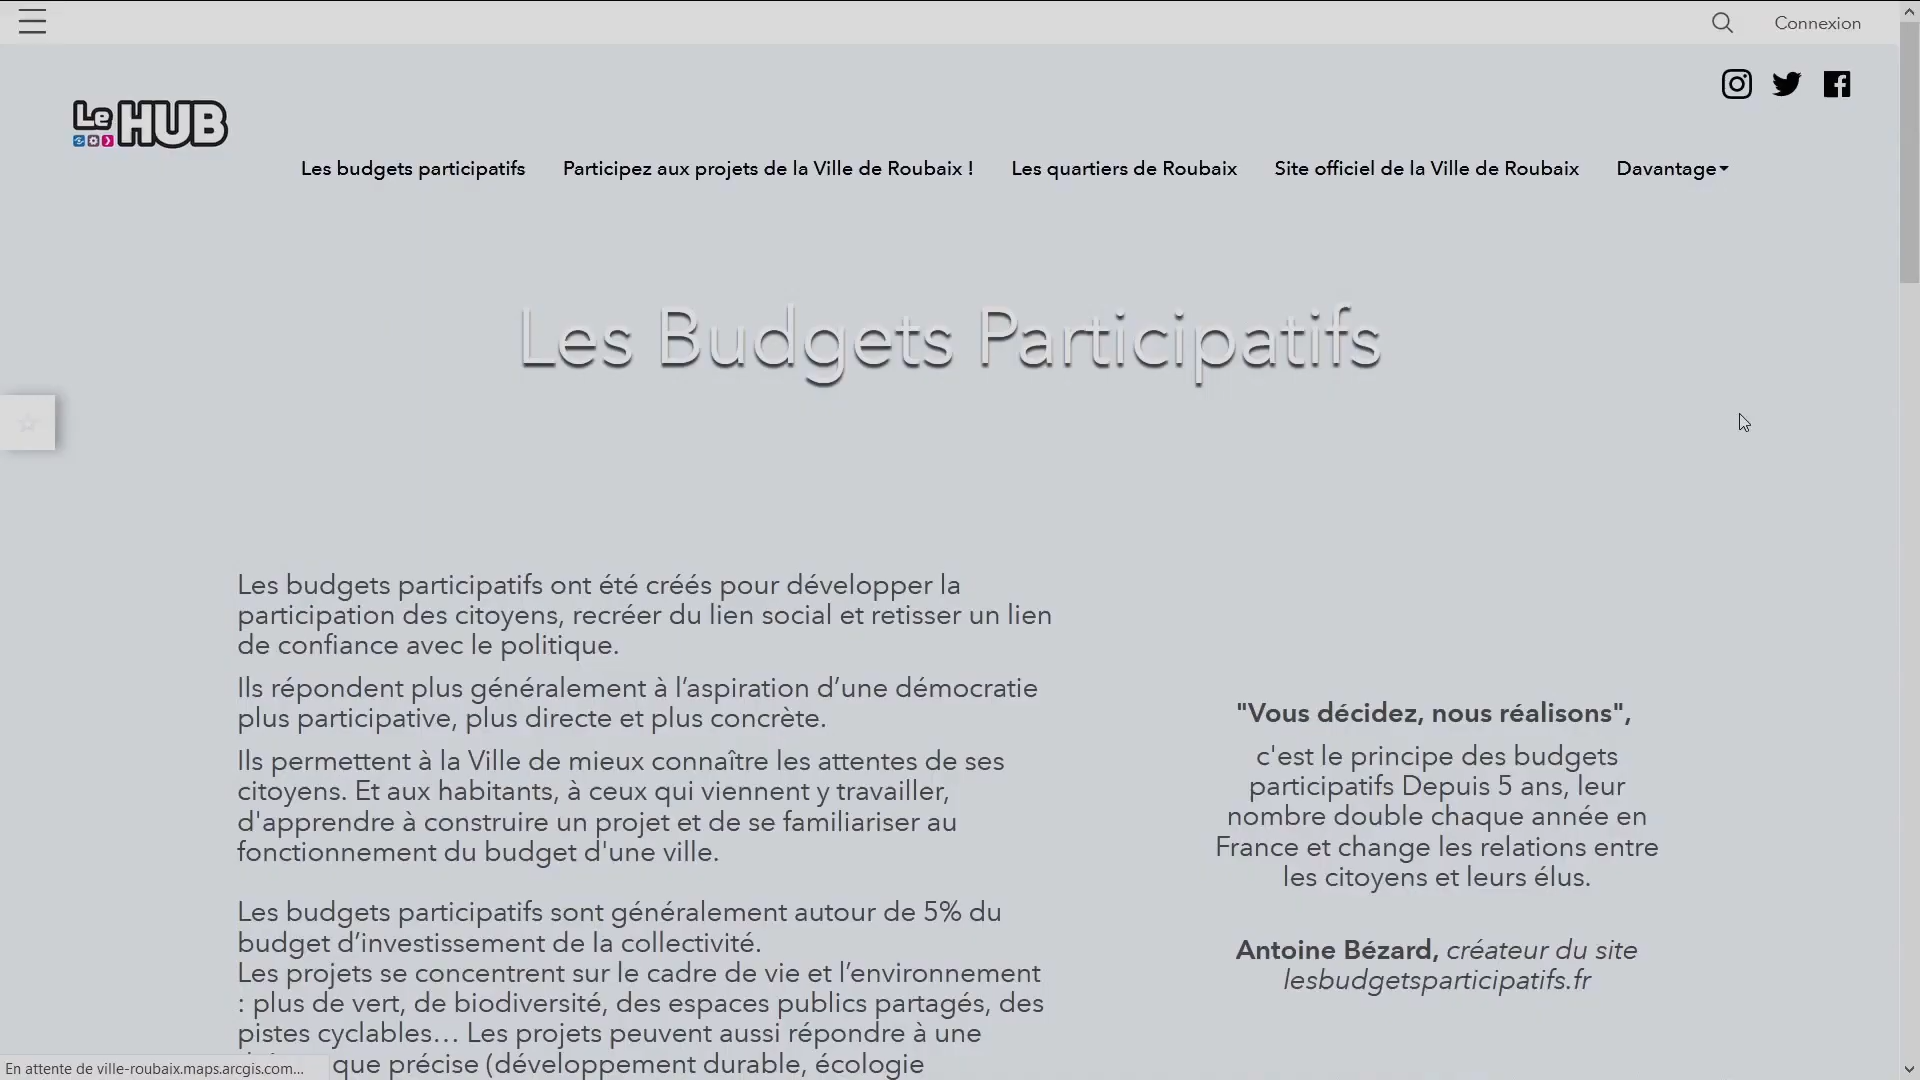 Connexion
Le HUB
Les budgets participatifs
Participez aux projets de la Ville de Roubaix !
Les quartiers de Roubaix
Site officiel de la Ville de Roubaix
Davantage
Les Budgets Participatifs
Les budgets participatifs ont été créés pour développer la
participation des citoyens, recréer du lien social et retisser un lien
de confiance avec le politique.
Ils répondent plus généralement à l’aspiration d’une démocratie
plus participative, plus directe et plus concrète.
Ils permettent à la Ville de mieux connaître les attentes de ses
citoyens. Et aux habitants, à ceux qui viennent y travailler,
d'apprendre à construire un projet et de se familiariser au
fonctionnement du budget d'une ville.
Les budgets participatifs sont généralement autour de 5% du
budget d’investissement de la collectivité.
Les projets se concentrent sur le cadre de vie et l’environnement
: plus de vert, de biodiversité, des espaces publics partagés, des
pistes cyclables… Les projets peuvent aussi répondre à une
que précise (développement durable, écologie
"Vous décidez, nous réalisons",
c'est le principe des budgets
participatifs Depuis 5 ans, leur
nombre double chaque année en
France et change les relations entre
les citoyens et leurs élus.
Antoine Bézard, créateur du site
lesbudgetsparticipatifs.fr
En attente de ville-roubaix.maps.arcgis.com...